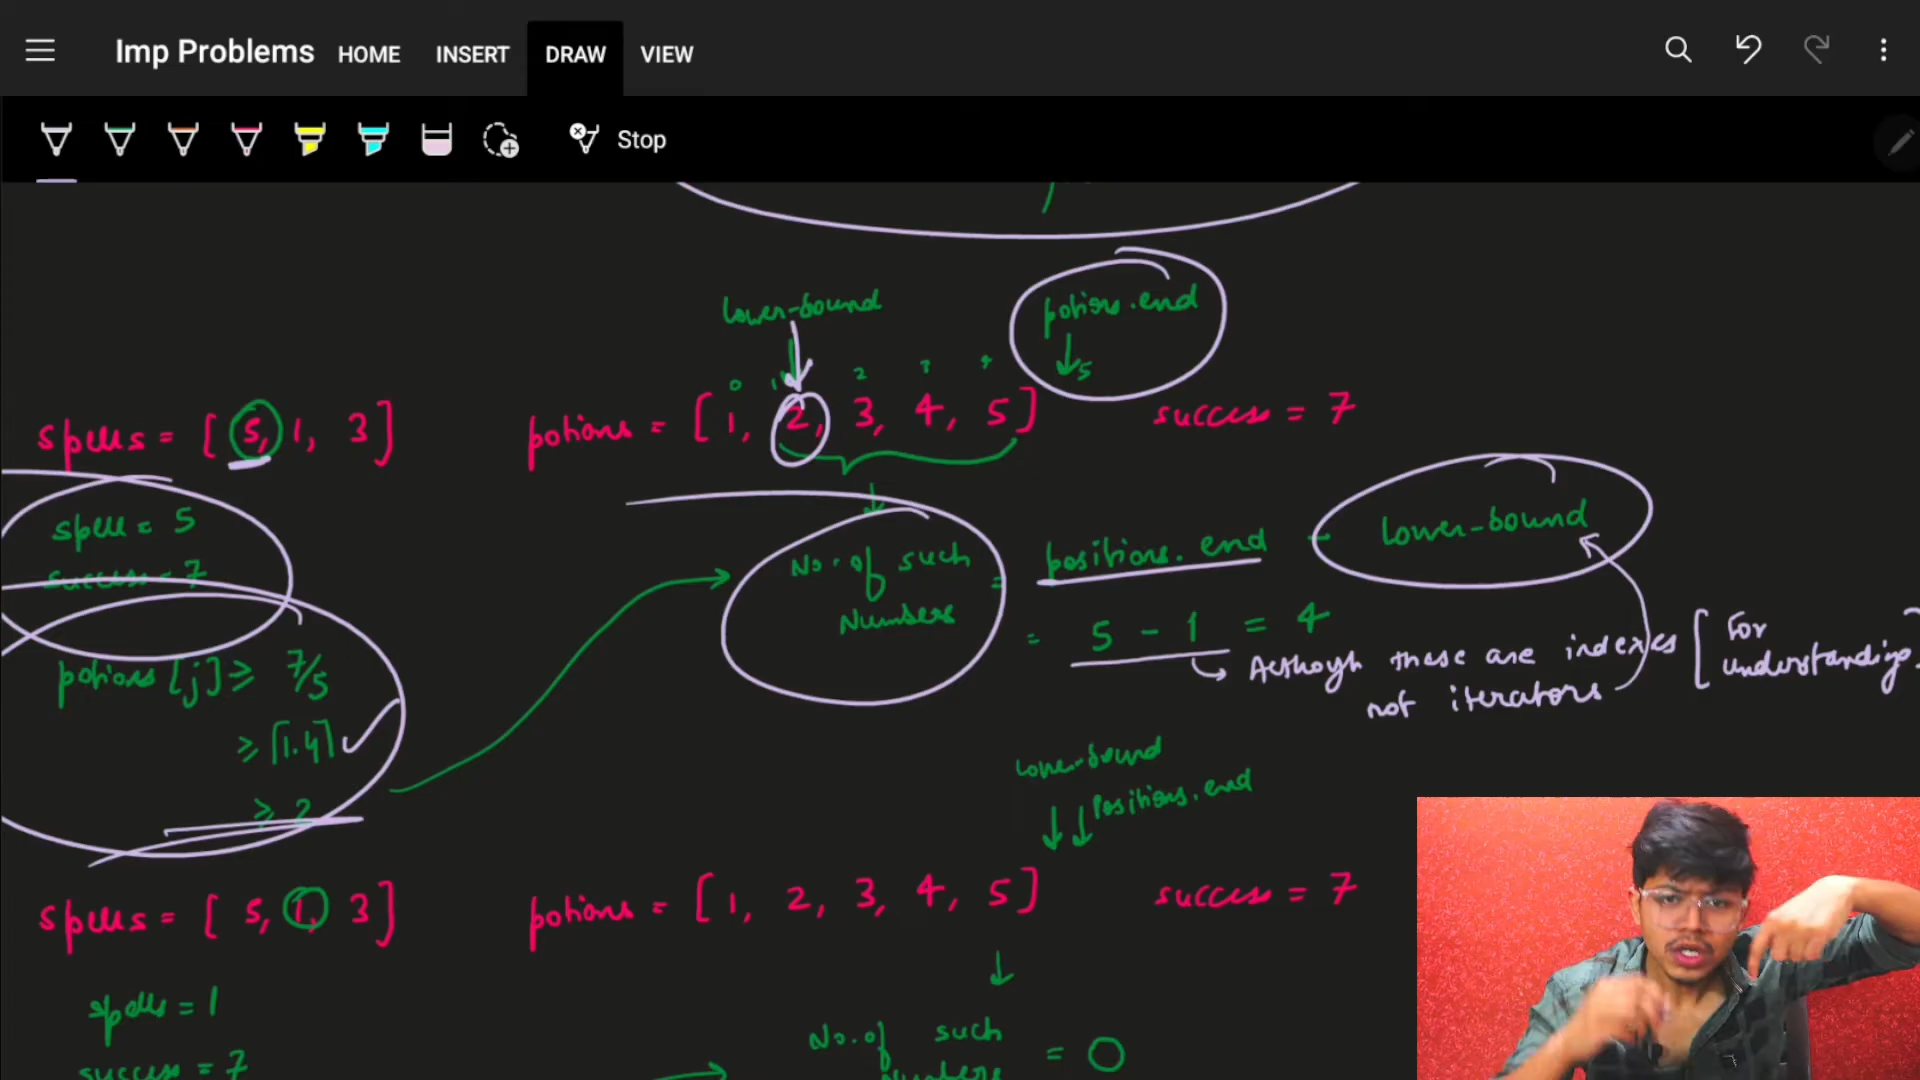 Imp Problems HOME INSERT DRAW VIEW
Stop
lower-bound
potions.end
5
0 1 2 3 4
spells = [ 5, 1, 3 ]
potions = [ 1, 2, 3, 4, 5 ]
success = 7
spell = 5
success = 7
potions [j] ≥ 7/5
≥ ⌈1.4⌉
≥ 2
No. of such
Numbers
= positions. end - lower-bound
= 5 - 1 = 4
Although these are indexes
not iterators
[ For
understanding
lower-bound
Positions.end
spells = [ 5, 1, 3 ]
potions = [ 1, 2, 3, 4, 5 ]
success = 7
spells = 1
success = 7
No. of such
Numbers
= 0